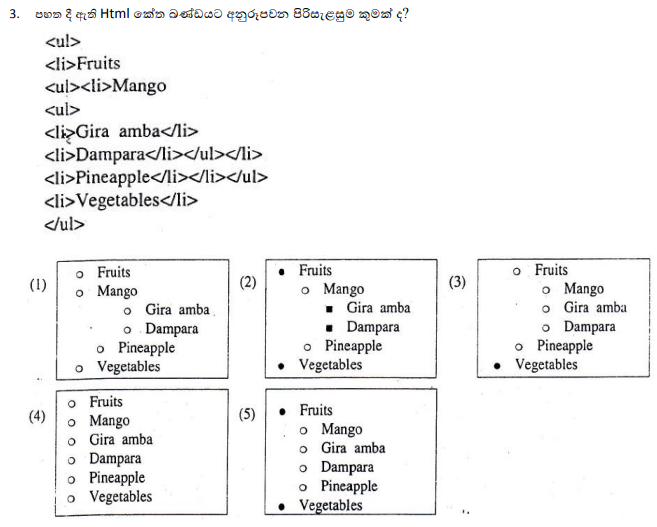 3. පහත දී ඇති Html කේත ඛණ්ඩයට අනුරූපවන පිරිසැළසුම කුමක් ද?
<ul>
<li>Fruits
<ul><li>Mango
<ul>
<li>Gira amba</li>
<li>Dampara</li></ul></li>
<li>Pineapple</li></li></ul>
<li>Vegetables</li>
</ul>
(1)
○ Fruits
○ Mango
○ Gira amba
○ Dampara
○ Pineapple
○ Vegetables
(2)
● Fruits
○ Mango
■ Gira amba
■ Dampara
○ Pineapple
● Vegetables
(3)
○ Fruits
○ Mango
○ Gira amba
○ Dampara
○ Pineapple
● Vegetables
(4)
○ Fruits
○ Mango
○ Gira amba
○ Dampara
○ Pineapple
○ Vegetables
(5)
● Fruits
○ Mango
○ Gira amba
○ Dampara
○ Pineapple
● Vegetables